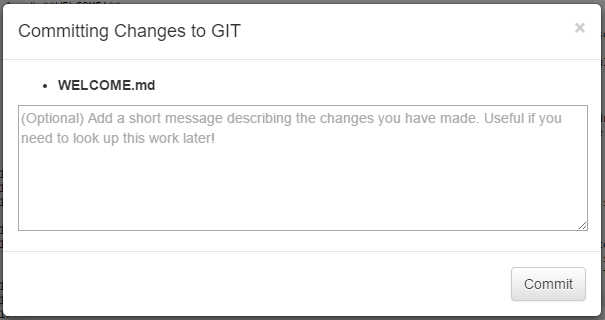 Committing Changes to GIT
×
• WELCOME.md
(Optional) Add a short message describing the changes you have made. Useful if you
need to look up this work later!
Commit